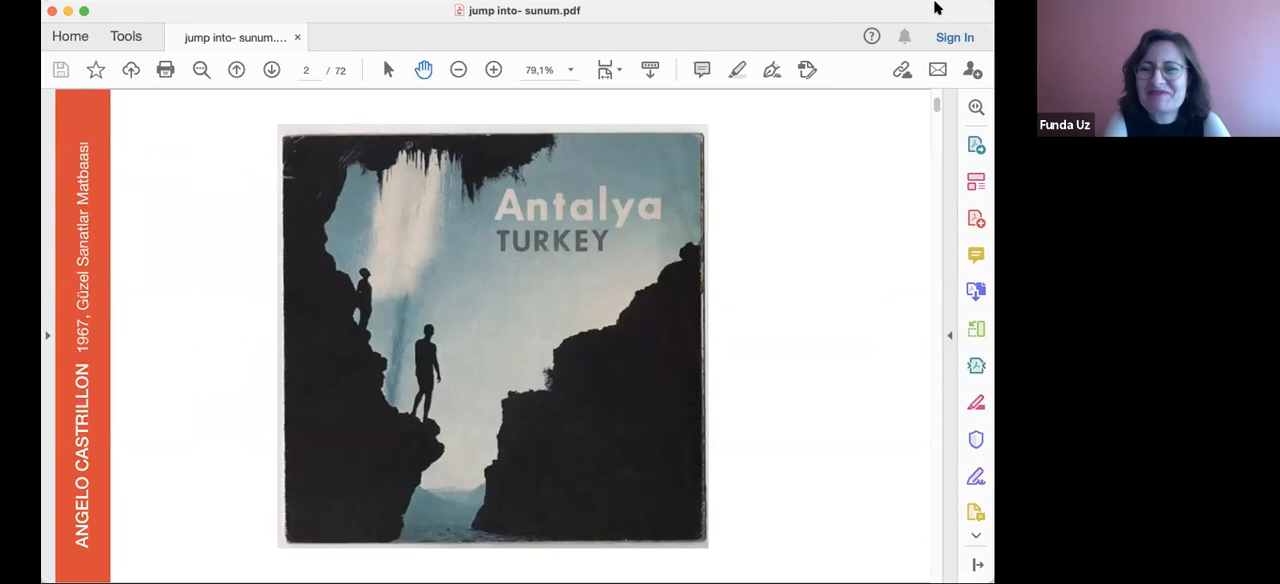 jump into- sunum.pdf
Home
Tools
jump into- sunum....
Sign In
2
/ 72
79,1%
ANGELO CASTRILLON 1967, Güzel Sanatlar Matbaası
Antalya
TURKEY
Funda Uz